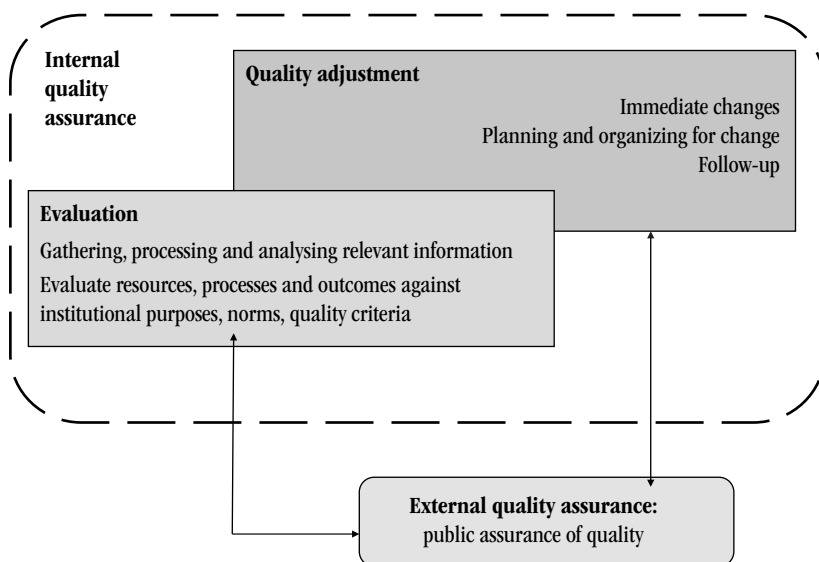 Internal
quality
assurance
Quality adjustment
Immediate changes
Planning and organizing for change
Follow-up
Evaluation
Gathering, processing and analysing relevant information
Evaluate resources, processes and outcomes against
institutional purposes, norms, quality criteria
External quality assurance:
public assurance of quality